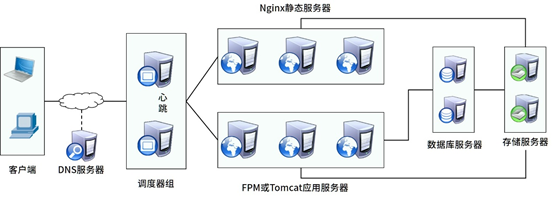 Nginx静态服务器
心
跳
客户端
DNS服务器
调度器组
数据库服务器
存储服务器
FPM或Tomcat应用服务器